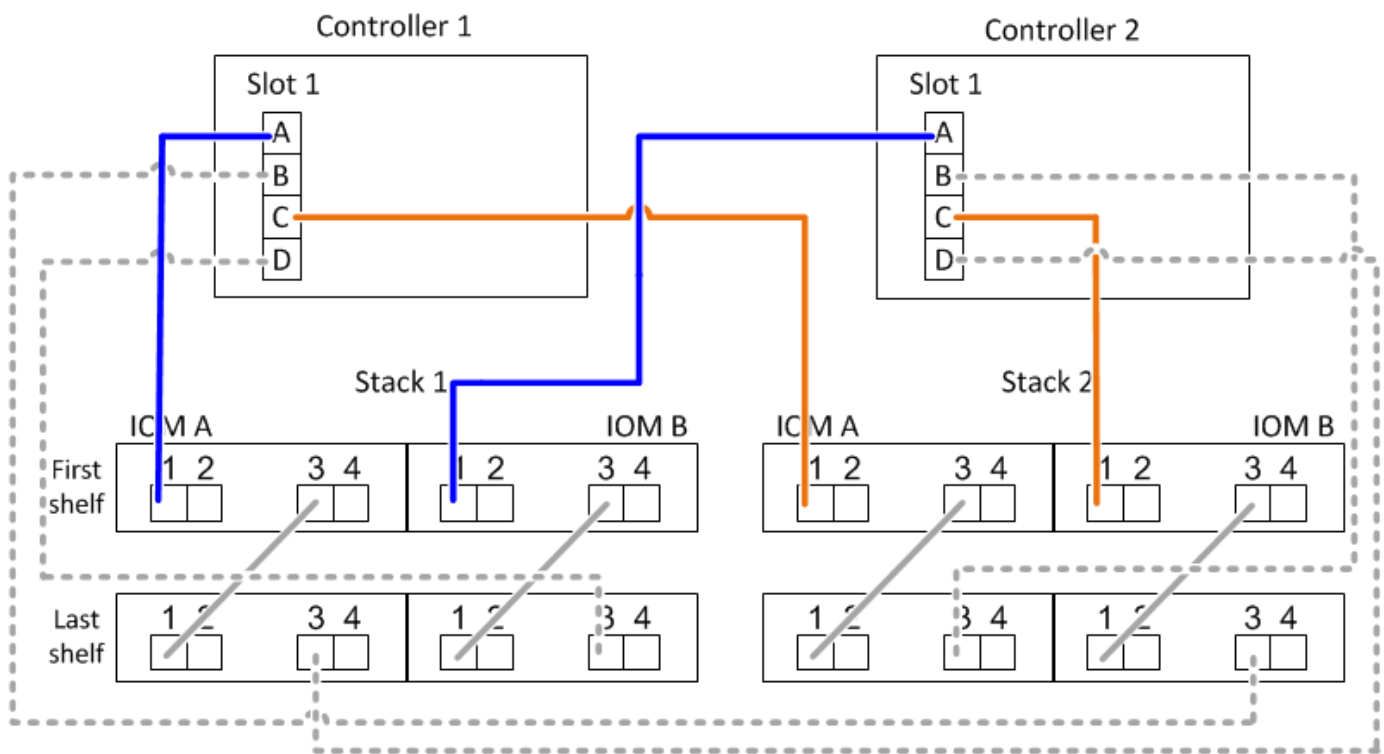 Controller 1
Controller 2
Slot 1
Slot 1
A
A
B
B
C
C
D
D
Stack 1
Stack 2
IOM A
IOM B
IOM A
IOM B
First shelf
1 2
3 4
1 2
3 4
1 2
3 4
1 2
3 4
Last shelf
1 2
3 4
1 2
3 4
1 2
3 4
1 2
3 4